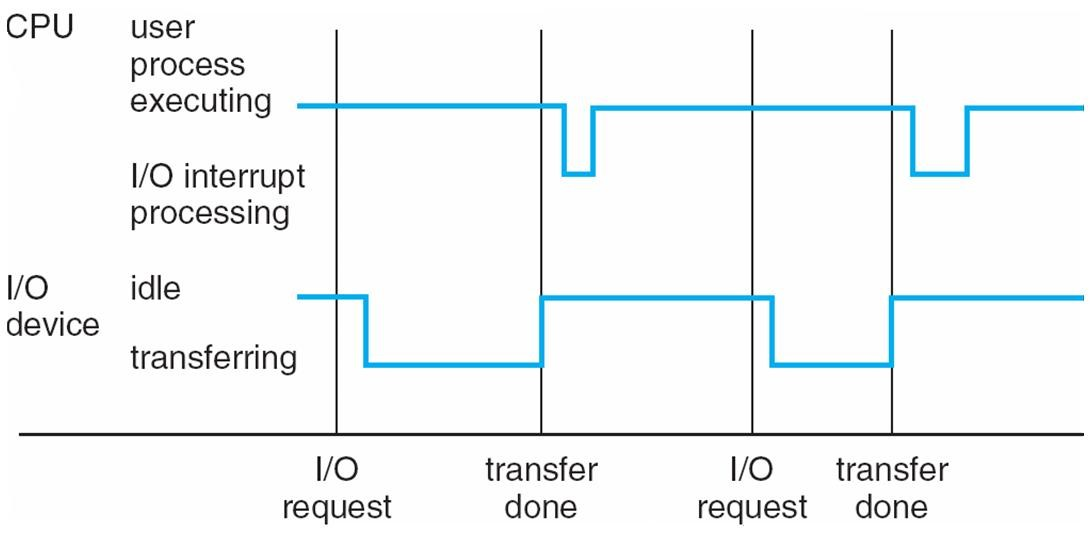 CPU user
process
executing
I/O interrupt
processing
I/O idle
device
transferring
I/O transfer I/O transfer
request done request done